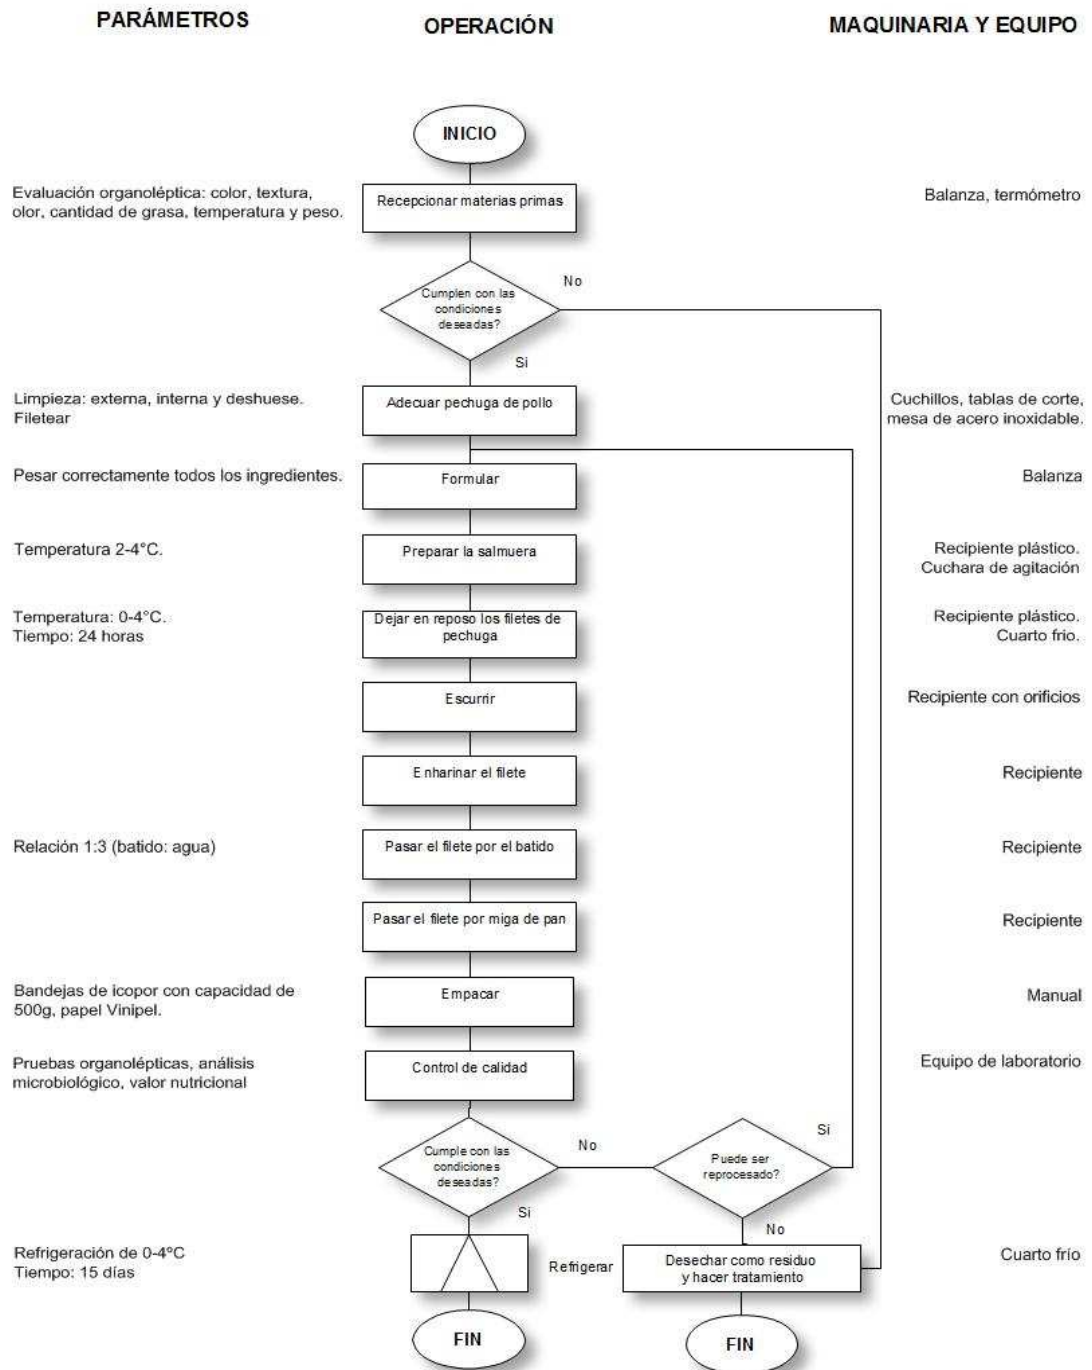 PARÁMETROS
OPERACIÓN
MAQUINARIA Y EQUIPO
INICIO
Evaluación organoléptica: color, textura,
olor, cantidad de grasa, temperatura y peso.
Recepcionar materias primas
Balanza, termómetro
Cumplen con las
condiciones
deseadas?
No
Si
Limpieza: externa, interna y deshuese.
Filetear
Adecuar pechuga de pollo
Cuchillos, tablas de corte,
mesa de acero inoxidable.
Pesar correctamente todos los ingredientes.
Formular
Balanza
Temperatura 2-4°C.
Preparar la salmuera
Recipiente plástico.
Cuchara de agitación
Temperatura: 0-4°C.
Tiempo: 24 horas
Dejar en reposo los filetes de
pechuga
Recipiente plástico.
Cuarto frio.
Escurrir
Recipiente con orificios
Enharinar el filete
Recipiente
Relación 1:3 (batido: agua)
Pasar el filete por el batido
Recipiente
Pasar el filete por miga de pan
Recipiente
Bandejas de icopor con capacidad de
500g, papel Vinipel.
Empacar
Manual
Pruebas organolépticas, análisis
microbiológico, valor nutricional
Control de calidad
Equipo de laboratorio
Cumple con las
condiciones
deseadas?
No
Puede ser
reprocesado?
Si
Si
No
Refrigeración de 0-4ºC
Tiempo: 15 días
Refrigerar
Desechar como residuo
y hacer tratamiento
Cuarto frío
FIN
FIN